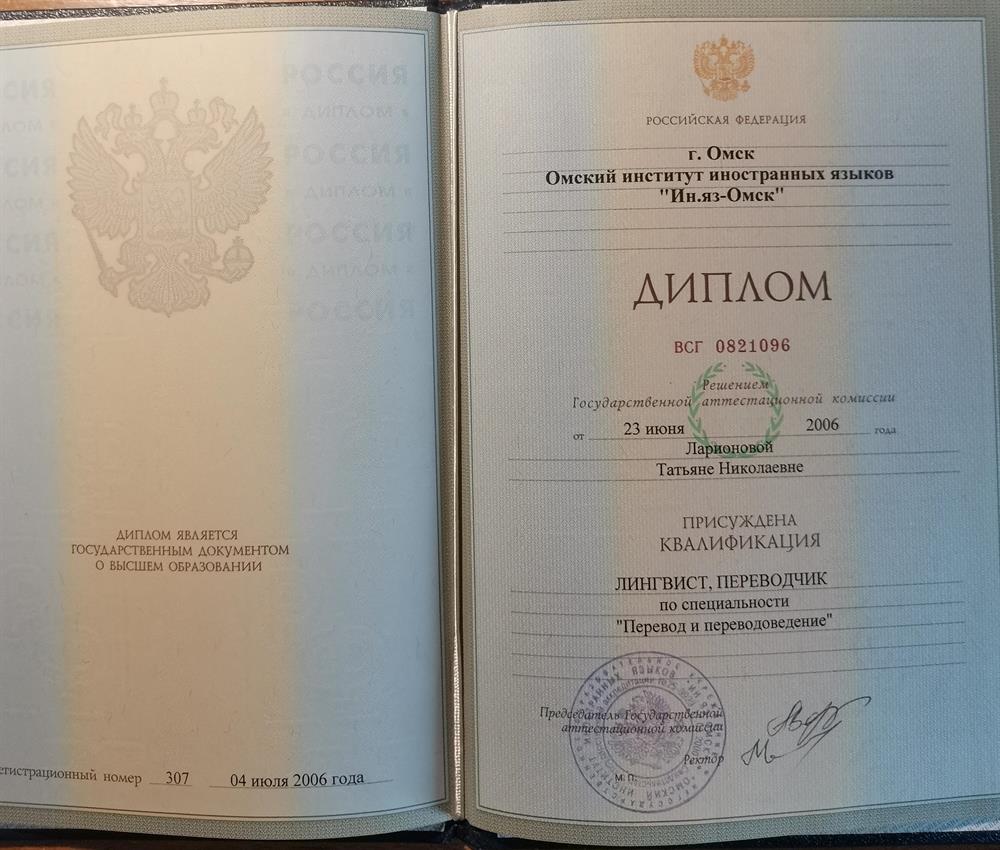 РОССИЯ
ДИПЛОМ
РОССИЯ
ДИПЛОМ
РОССИЯ
ДИПЛОМ
РОССИЯ
ДИПЛОМ ЯВЛЯЕТСЯ
ГОСУДАРСТВЕННЫМ ДОКУМЕНТОМ
О ВЫСШЕМ ОБРАЗОВАНИИ
егистрационный номер 307 04 июля 2006 года
РОССИЙСКАЯ ФЕДЕРАЦИЯ
г. Омск
Омский институт иностранных языков
"Ин.яз-Омск"
ДИПЛОМ
ВСГ 0821096
Решением
Государственной аттестационной комиссии
от 23 июня 2006 года
Ларионовой
Татьяне Николаевне
ПРИСУЖДЕНА
КВАЛИФИКАЦИЯ
ЛИНГВИСТ, ПЕРЕВОДЧИК
по специальности
"Перевод и переводоведение"
Председатель Государственной
аттестационной комиссии
Ректор
М.П.